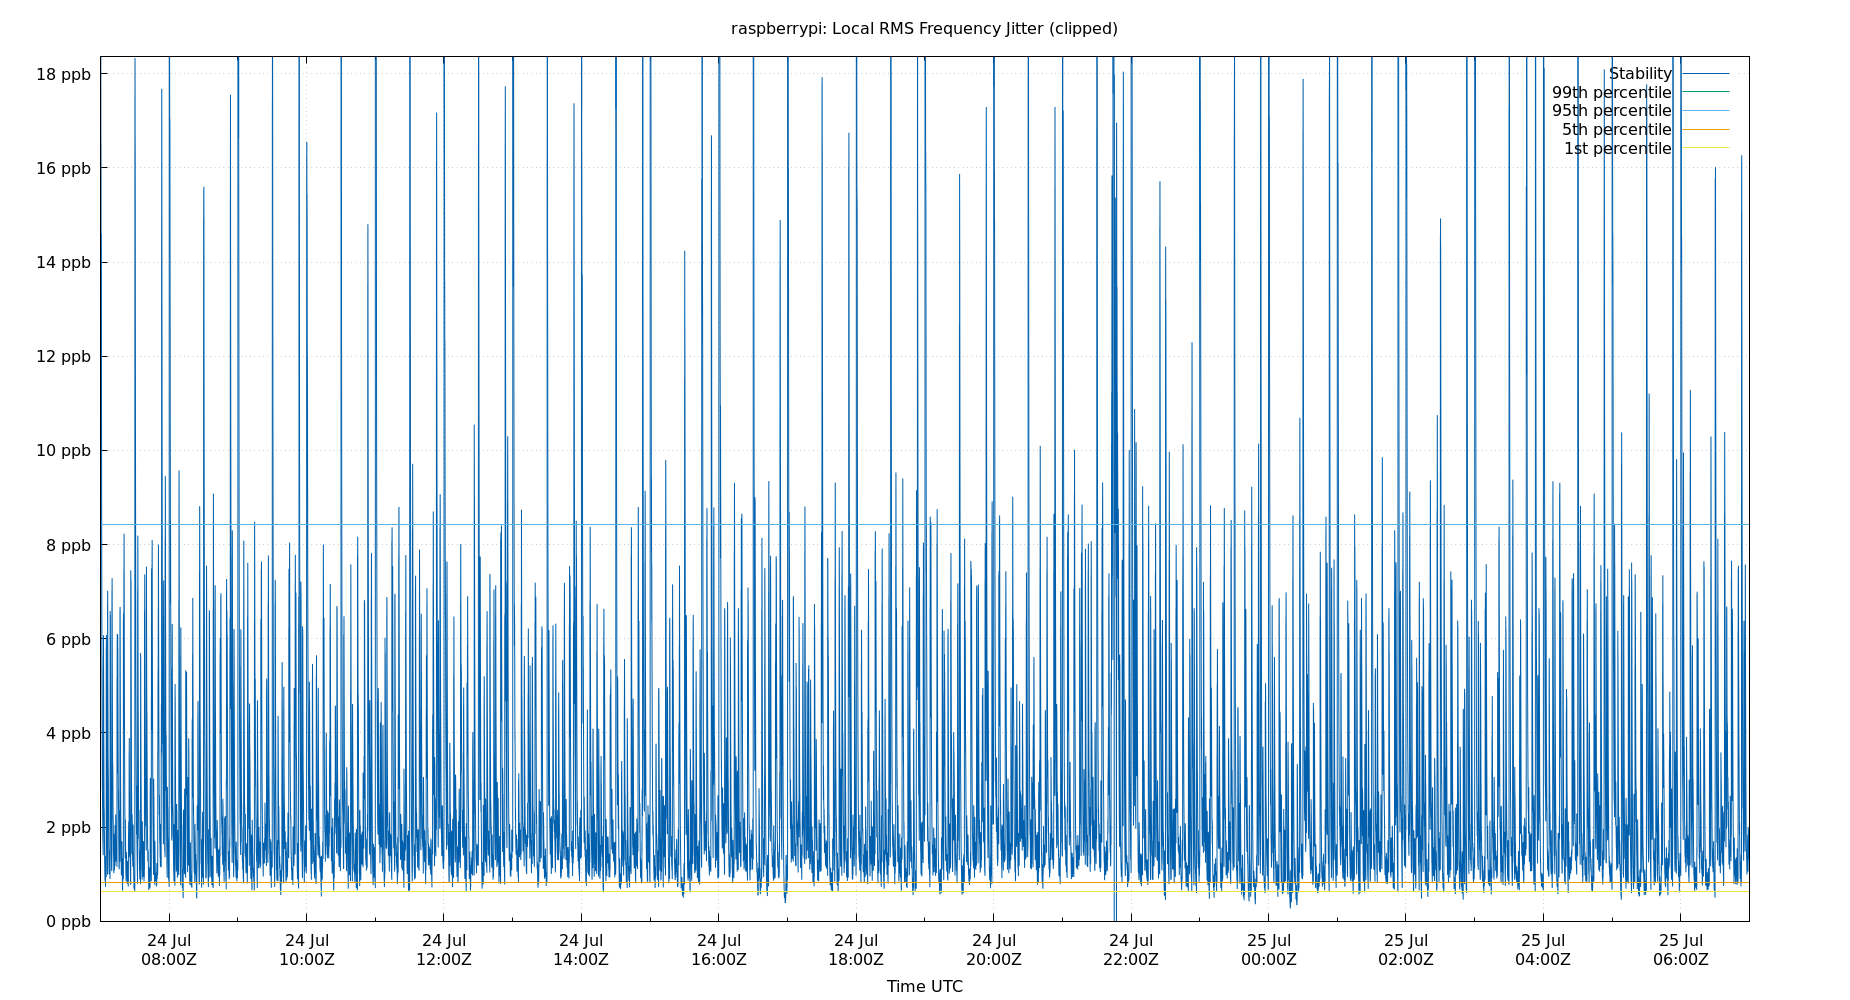 raspberrypi: Local RMS Frequency Jitter (clipped)
18 ppb
16 ppb
14 ppb
12 ppb
10 ppb
8 ppb
6 ppb
4 ppb
2 ppb
0 ppb
Stability
99th percentile
95th percentile
5th percentile
1st percentile
24 Jul 24 Jul 24 Jul 24 Jul 24 Jul 24 Jul 24 Jul 24 Jul 25 Jul 25 Jul 25 Jul 25 Jul
08:00Z 10:00Z 12:00Z 14:00Z 16:00Z 18:00Z 20:00Z 22:00Z 00:00Z 02:00Z 04:00Z 06:00Z
Time UTC